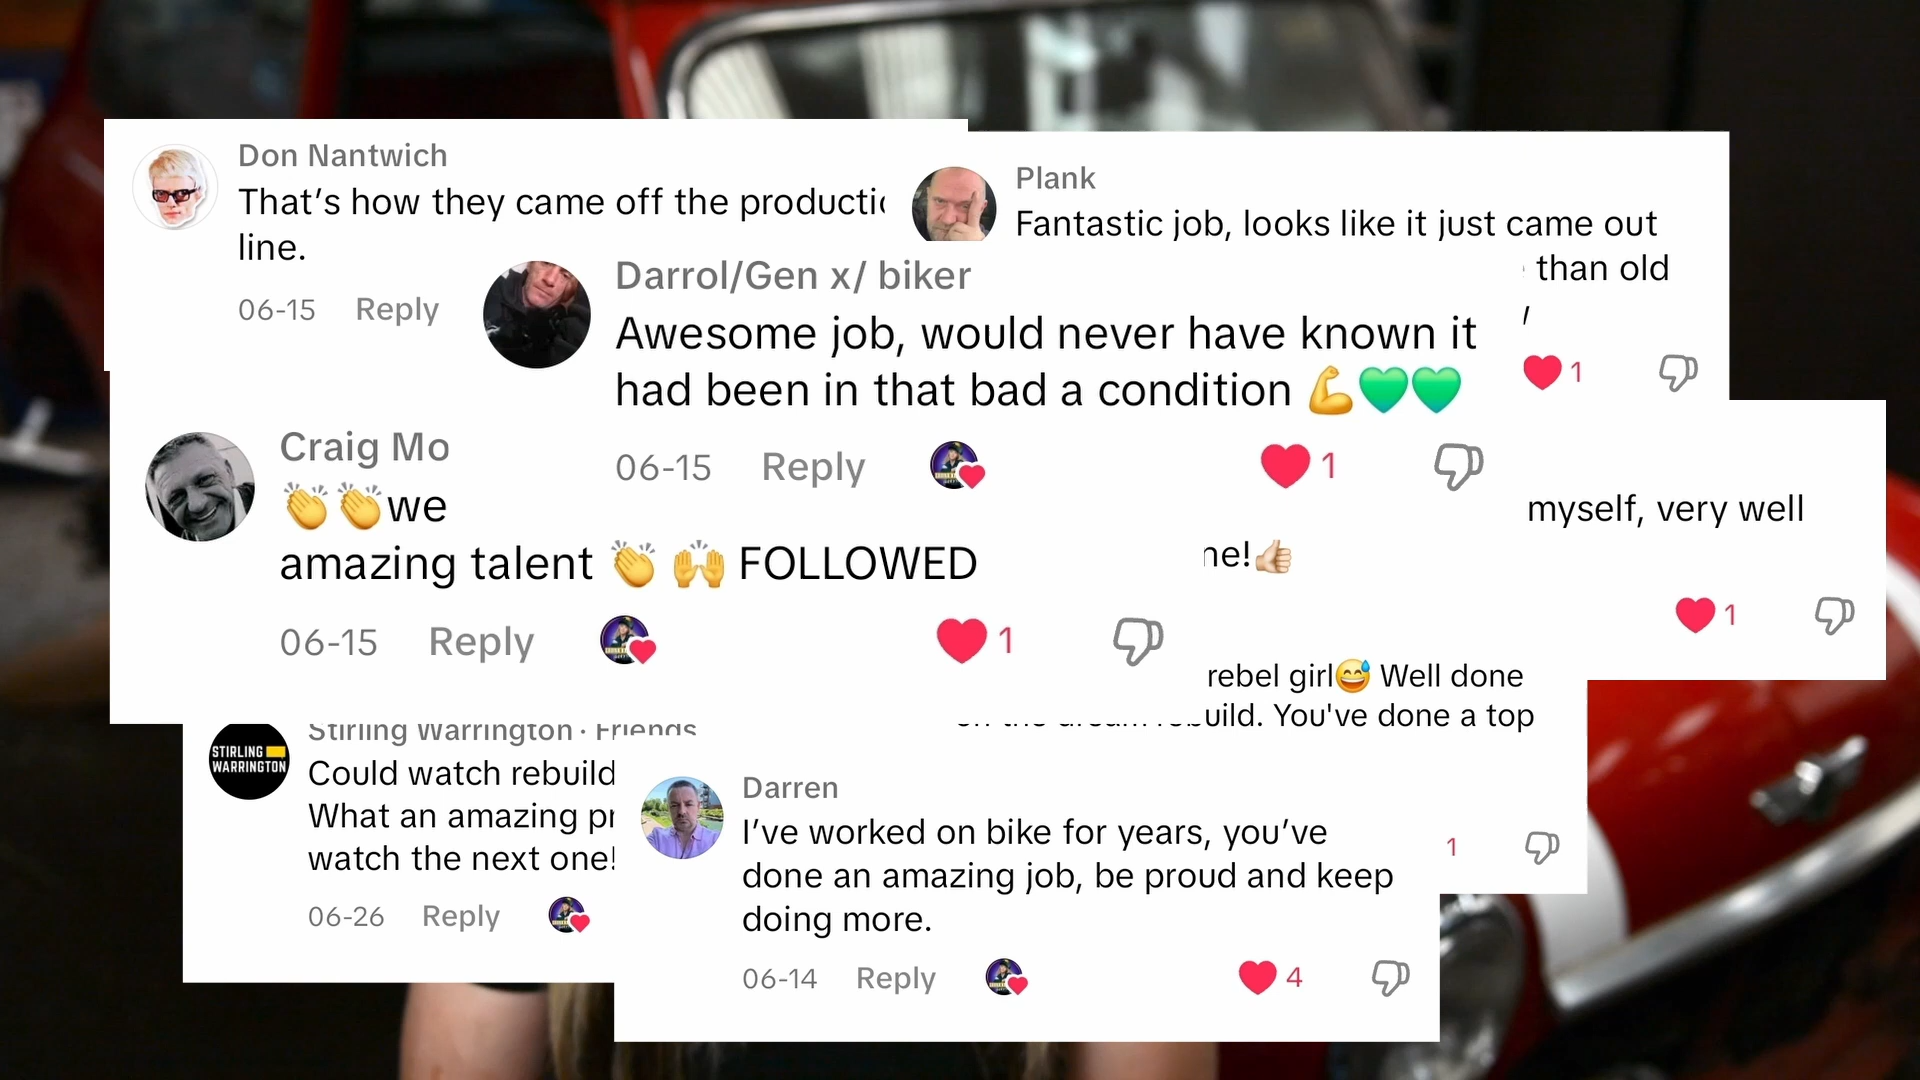 Don Nantwich
That’s how they came off the
line.
06-15 Reply
Plank
Fantastic job, looks like it just came out
than old
1
Darrol/Gen x/ biker
Awesome job, would never have known it
had been in that bad a condition 💪💚💚
06-15 Reply
1
Craig Mo
👏👏we
amazing talent 👏 🙌 FOLLOWED
06-15 Reply
1
myself, very well
1
👍🏼
rebel girl😅 Well done
You've done a top
1
Stirling Warrington · Friends
STIRLING
WARRINGTON
Could watch rebuild
What an amazing
watch the next one!
06-26 Reply
Darren
I’ve worked on bike for years, you’ve
done an amazing job, be proud and keep
doing more.
06-14 Reply
4